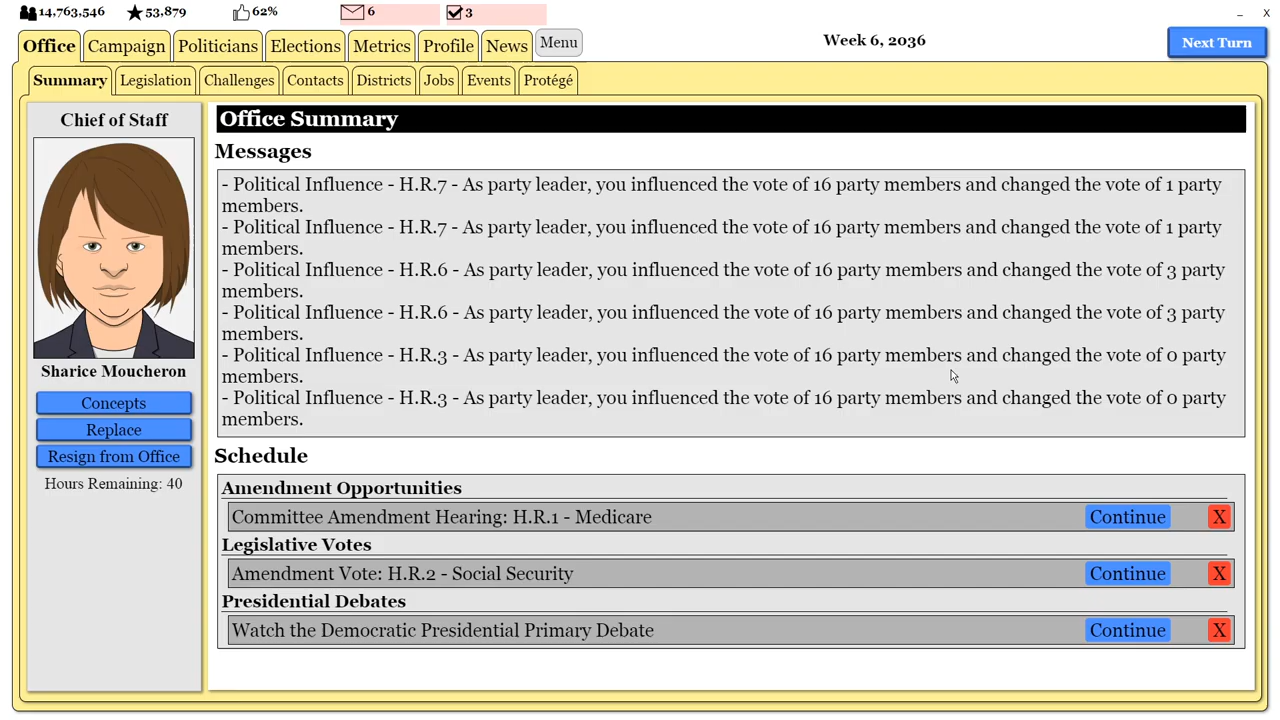 14,763,546 53,879 62% 6 3 _ X
Office Campaign Politicians Elections Metrics Profile News Menu Week 6, 2036 Next Turn
Summary Legislation Challenges Contacts Districts Jobs Events Protégé
Chief of Staff
Sharice Moucheron
Concepts
Replace
Resign from Office
Hours Remaining: 40
Office Summary
Messages
- Political Influence - H.R.7 - As party leader, you influenced the vote of 16 party members and changed the vote of 1 party
members.
- Political Influence - H.R.7 - As party leader, you influenced the vote of 16 party members and changed the vote of 1 party
members.
- Political Influence - H.R.6 - As party leader, you influenced the vote of 16 party members and changed the vote of 3 party
members.
- Political Influence - H.R.6 - As party leader, you influenced the vote of 16 party members and changed the vote of 3 party
members.
- Political Influence - H.R.3 - As party leader, you influenced the vote of 16 party members and changed the vote of 0 party
members.
- Political Influence - H.R.3 - As party leader, you influenced the vote of 16 party members and changed the vote of 0 party
members.
Schedule
Amendment Opportunities
Committee Amendment Hearing: H.R.1 - Medicare Continue X
Legislative Votes
Amendment Vote: H.R.2 - Social Security Continue X
Presidential Debates
Watch the Democratic Presidential Primary Debate Continue X